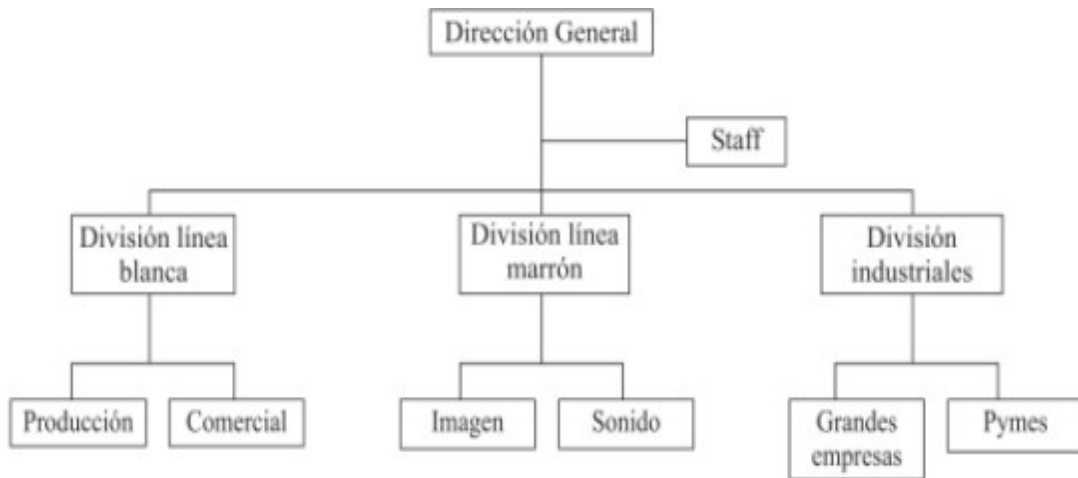 Dirección General
Staff
División línea
blanca
División línea
marrón
División
industriales
Producción
Comercial
Imagen
Sonido
Grandes
empresas
Pymes